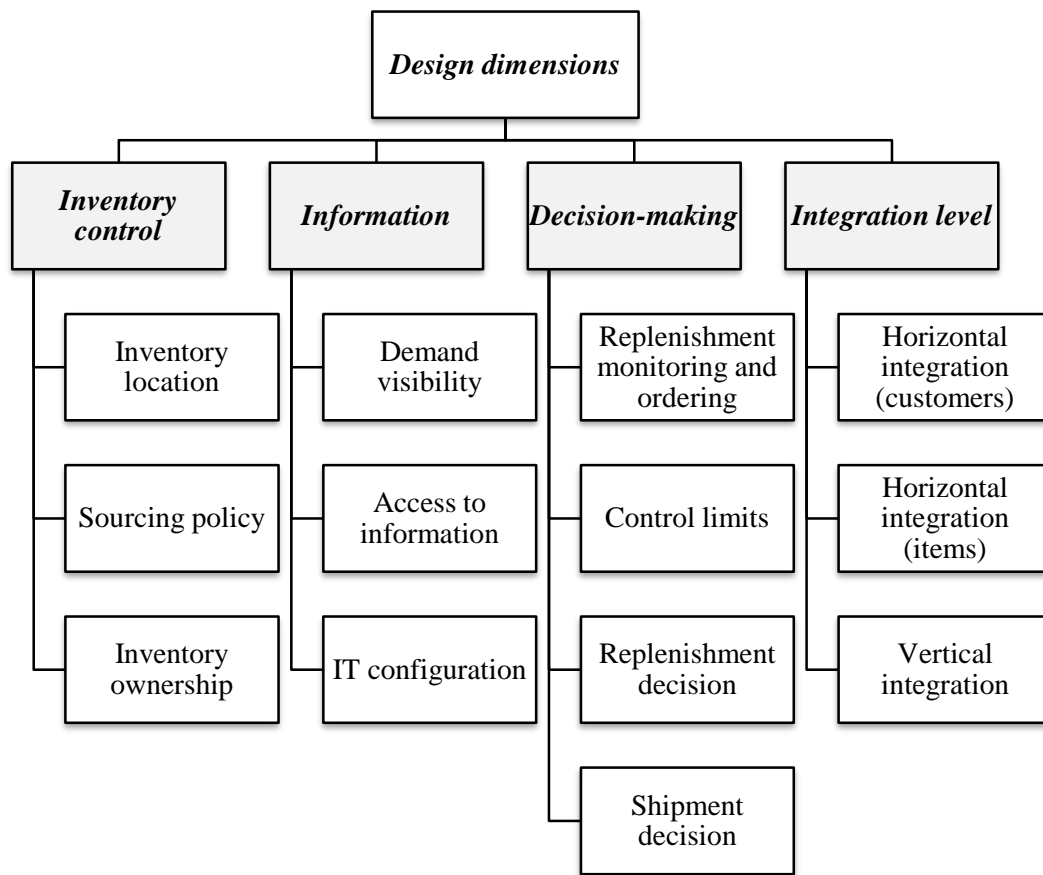 Design dimensions
Inventory
control
Information
Decision-making
Integration level
Inventory
location
Demand
visibility
Replenishment
monitoring and
ordering
Horizontal
integration
(customers)
Sourcing policy
Access to
information
Control limits
Horizontal
integration
(items)
Inventory
ownership
IT configuration
Replenishment
decision
Vertical
integration
Shipment
decision